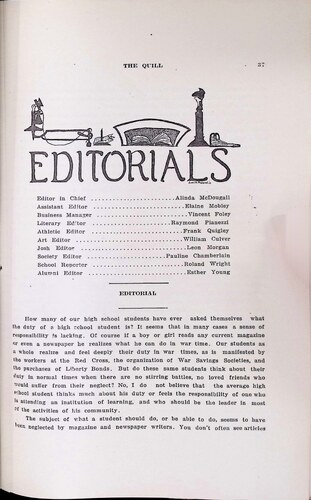 THE QUILL 37
EDITORIALS
Editor in Chief ........................Alinda McDougall
Assistant Editor ..........................Elaine Mobley
Business Manager ........................Vincent Foley
Literary Editor ......................Raymond Pianezzi
Athletic Editor ........................Frank Quigley
Art Editor ..........................William Culver
Josh Editor ............................Leon Morgan
Society Editor ......................Pauline Chamberlain
School Reporter ........................Roland Wright
Alumni Editor ..........................Esther Young
EDITORIAL
How many of our high school students have ever asked themselves what
the duty of a high school student is? It seems that in many cases a sense of
responsibility is lacking. Of course if a boy or girl reads any current magazine
or even a newspaper he realizes what he can do in war time. Our students as
a whole realize and feel deeply their duty in war times, as is manifested by
the workers at the Red Cross, the organization of War Savings Societies, and
the purchases of Liberty Bonds. But do these same students think about their
duty in normal times when there are no stirring battles, no loved friends who
would suffer from their neglect? No, I do not believe that the average high
school student thinks much about his duty or feels the responsibility of one who
is attending an institution of learning, and who should be the leader in most
of the activities of his community.
The subject of what a student should do, or be able to do, seems to have
been neglected by magazine and newspaper writers. You don't often see articles